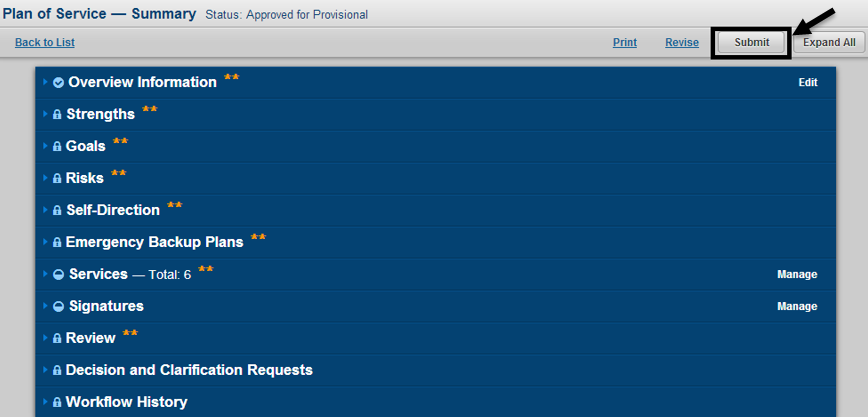 Plan of Service — Summary Status: Approved for Provisional
Back to List Print Revise Submit Expand All
Overview Information ** Edit
Strengths **
Goals **
Risks **
Self-Direction **
Emergency Backup Plans **
Services — Total: 6 ** Manage
Signatures Manage
Review **
Decision and Clarification Requests
Workflow History